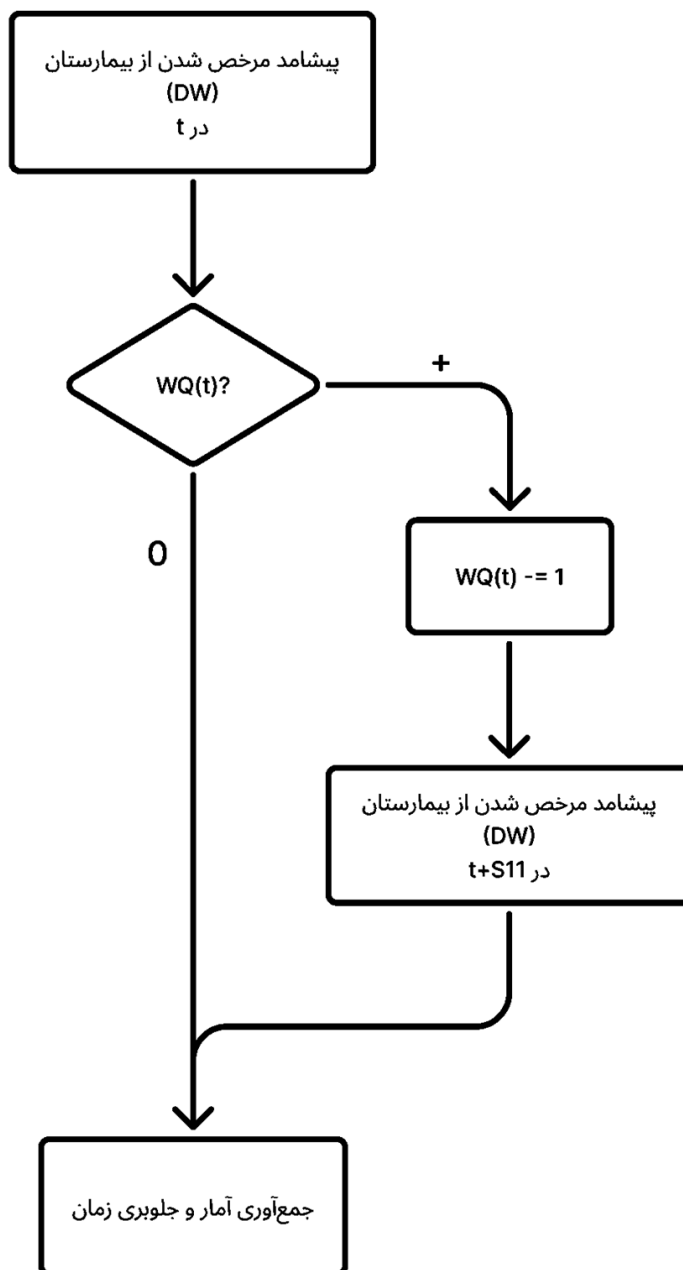 پیشامد مرخص شدن از بیمارستان
(DW)
در t
WQ(t)?
+
0
WQ(t) -= 1
پیشامد مرخص شدن از بیمارستان
(DW)
در t+S11
جمع‌آوری آمار و جلوبری زمان